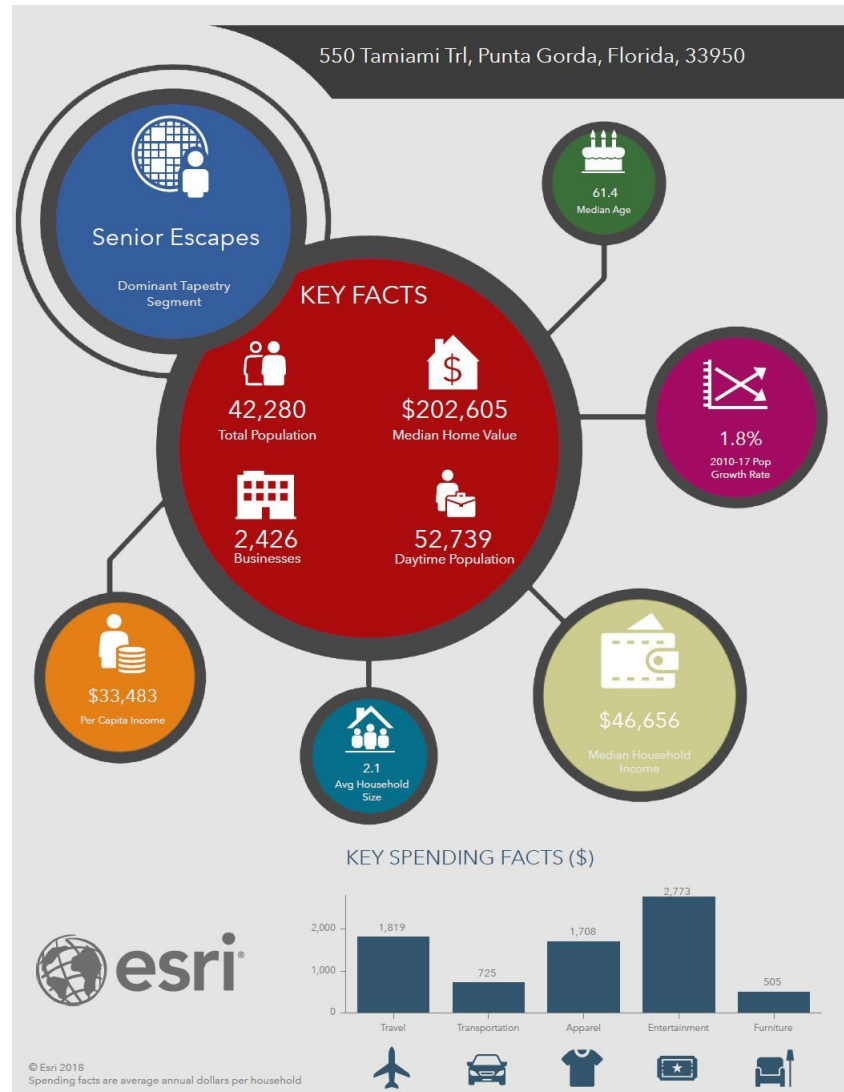 550 Tamiami Trl, Punta Gorda, Florida, 33950
Senior Escapes
Dominant Tapestry
Segment
61.4
Median Age
KEY FACTS
42,280
Total Population
$202,605
Median Home Value
2,426
Businesses
52,739
Daytime Population
1.8%
2010-17 Pop
Growth Rate
$33,483
Per Capita Income
2.1
Avg Household
Size
$46,656
Median Household
Income
KEY SPENDING FACTS ($)
2,000
1,000
0
1,819
725
1,708
2,773
505
Travel
Transportation
Apparel
Entertainment
Furniture
esri®
© Esri 2018
Spending facts are average annual dollars per household